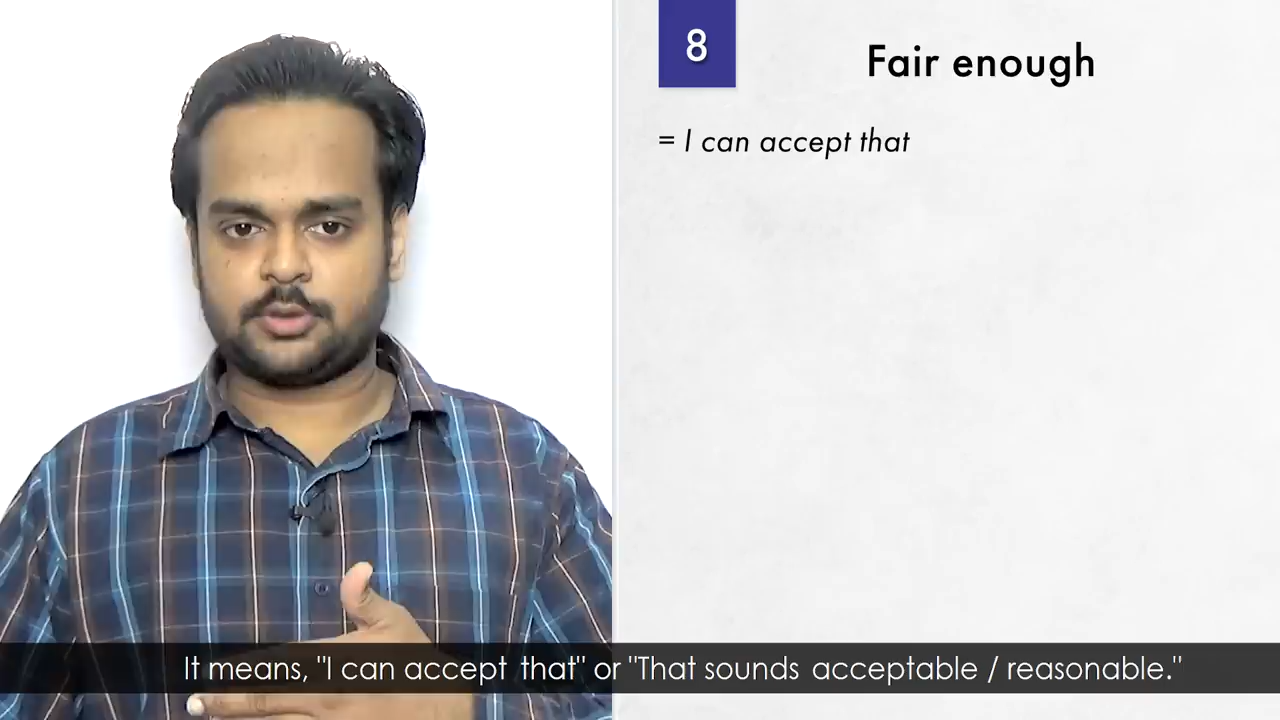 8
Fair enough
= I can accept that
It means, "I can accept that" or "That sounds acceptable / reasonable."